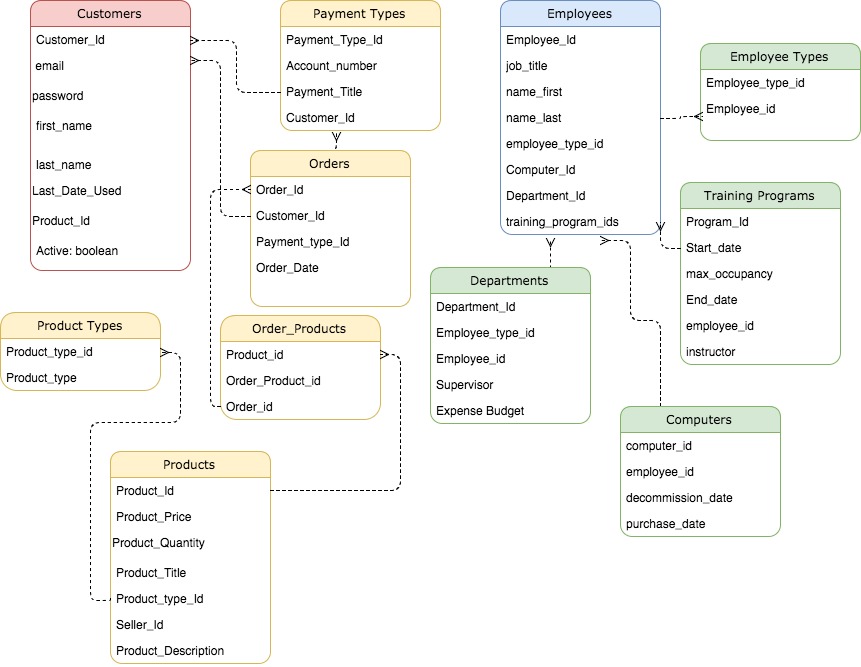 Customers
Customer_Id
email
password
first_name
last_name
Last_Date_Used
Product_Id
Active: boolean
Payment Types
Payment_Type_Id
Account_number
Payment_Title
Customer_Id
Orders
Order_Id
Customer_Id
Payment_type_Id
Order_Date
Product Types
Product_type_id
Product_type
Order_Products
Product_id
Order_Product_id
Order_id
Products
Product_Id
Product_Price
Product_Quantity
Product_Title
Product_type_Id
Seller_Id
Product_Description
Employees
Employee_Id
job_title
name_first
name_last
employee_type_id
Computer_Id
Department_Id
training_program_ids
Employee Types
Employee_type_id
Employee_id
Training Programs
Program_Id
Start_date
max_occupancy
End_date
employee_id
instructor
Departments
Department_Id
Employee_type_id
Employee_id
Supervisor
Expense Budget
Computers
computer_id
employee_id
decommission_date
purchase_date